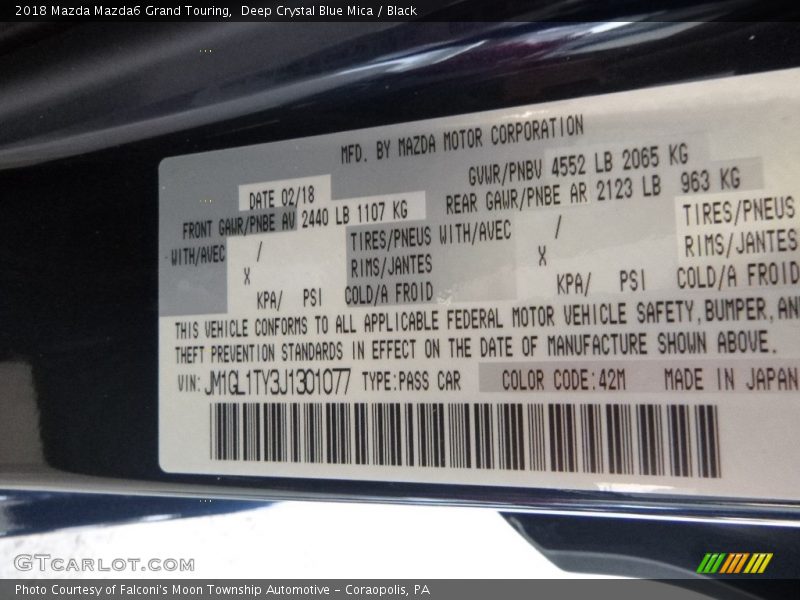 2018 Mazda Mazda6 Grand Touring,  Deep Crystal Blue Mica / Black
MFD. BY MAZDA MOTOR CORPORATION
DATE 02/18
GVWR/PNBV 4552 LB 2065 KG
FRONT GAWR/PNBE AV 2440 LB 1107 KG
REAR GAWR/PNBE AR 2123 LB 963 KG
WITH/AVEC / TIRES/PNEUS WITH/AVEC / TIRES/PNEUS
X RIMS/JANTES X RIMS/JANTES
KPA/ PSI COLD/A FROID KPA/ PSI COLD/A FROID
THIS VEHICLE CONFORMS TO ALL APPLICABLE FEDERAL MOTOR VEHICLE SAFETY, BUMPER, AN
THEFT PREVENTION STANDARDS IN EFFECT ON THE DATE OF MANUFACTURE SHOWN ABOVE.
VIN: JM1GL1TY3J1301077 TYPE:PASS CAR COLOR CODE:42M MADE IN JAPAN
GTCARLOT.COM
Photo Courtesy of Falconi's Moon Township Automotive – Coraopolis, PA